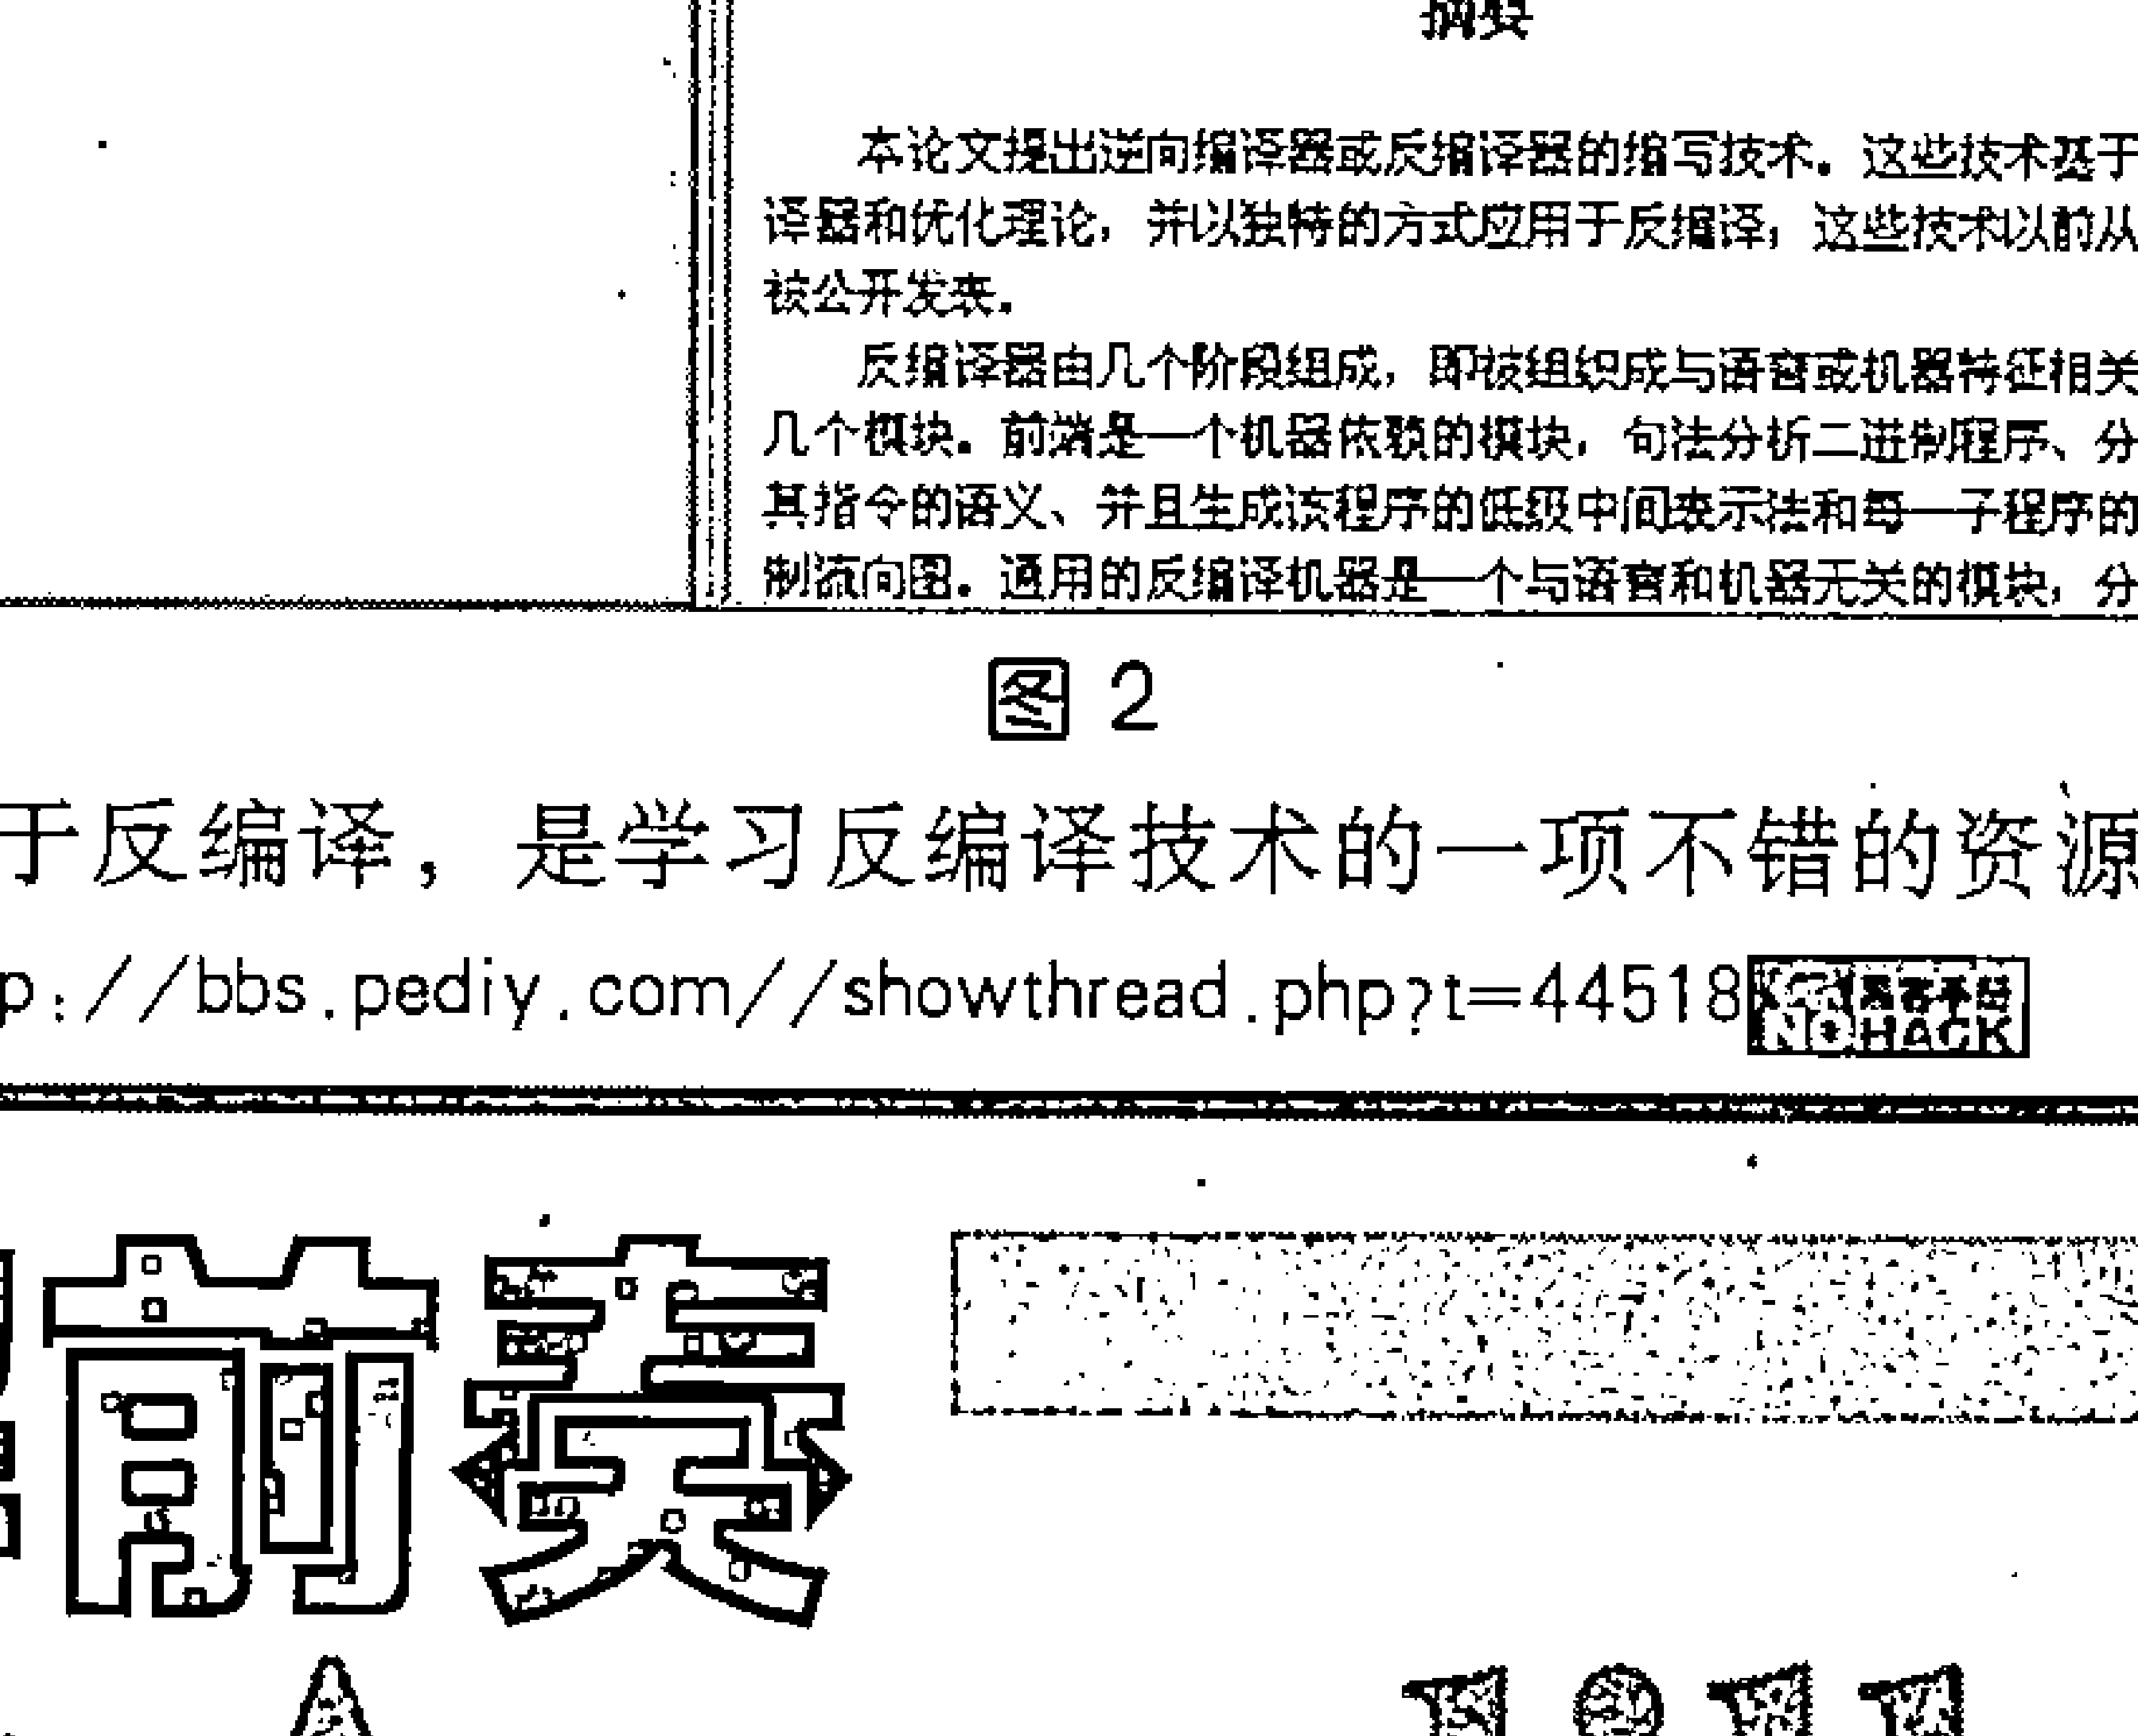 摘要
本论文提出逆向编译器或反编译器的编写技术。这些技术基于
译器和优化理论，并以独特的方式应用于反编译，这些技术以前从
被公开发表。
反编译器由几个阶段组成，即被组织成与语言或机器特征相关
几个模块。前端是一个机器依赖的模块，句法分析二进制程序、分
其指令的语义、并且生成该程序的低级中间表示法和每一子程序的
制流向图。通用的反编译机器是一个与语言和机器无关的模块，分
图 2
于反编译，是学习反编译技术的一项不错的资源
p://bbs.pediy.com//showthread.php?t=44518
黑客手册
NO HACK
前奏